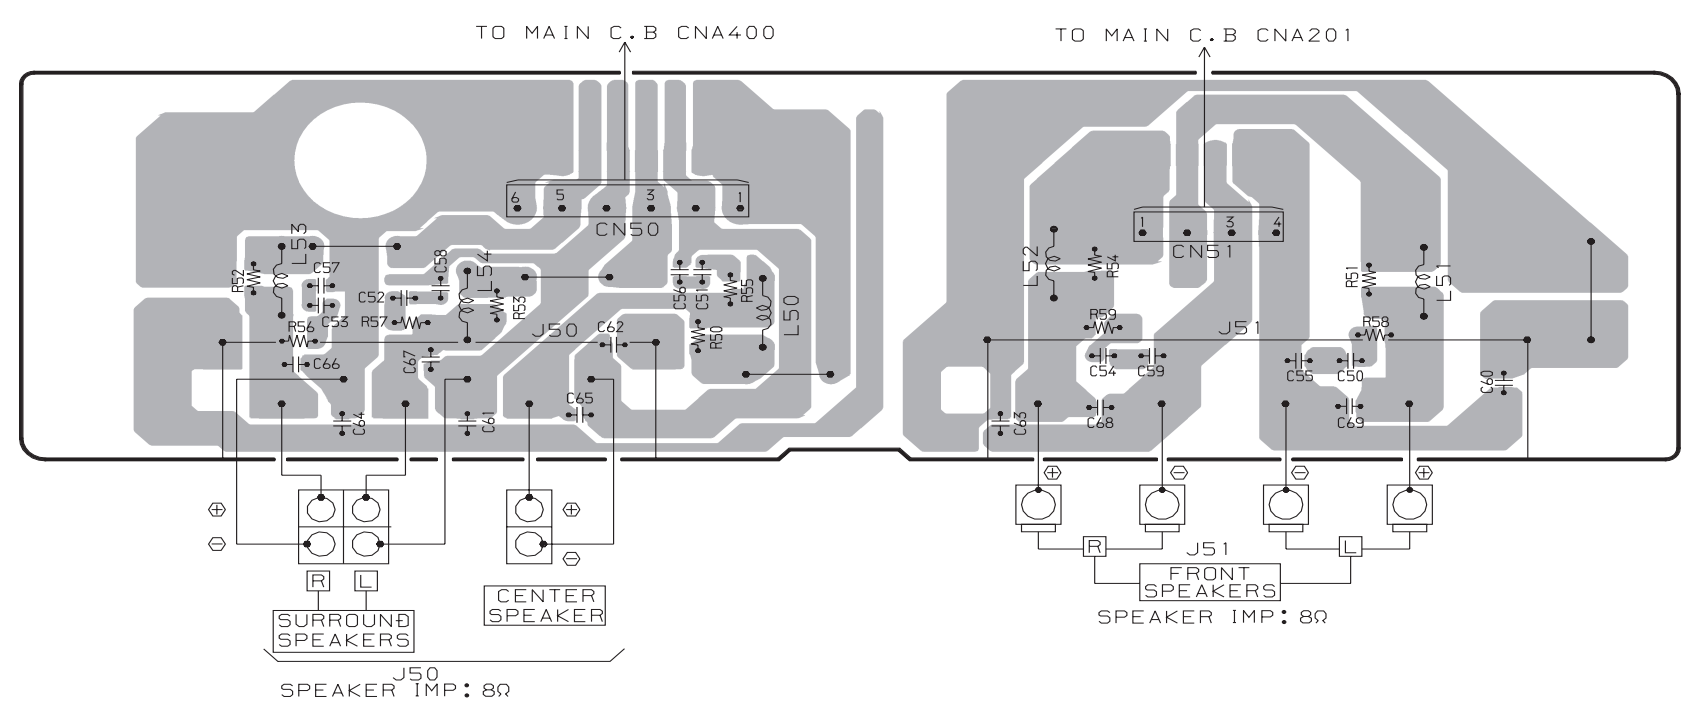 TO MAIN C.B CNA400
TO MAIN C.B CNA201
6 5 3 1
CN50
1 3 4
CN51
L53
R52
C57
C53
R56
C66
C58
C52
R57
L54
R53
C67
J50
C62
C56
C51
R55
R50
L50
C64
C61
C65
L52
R54
R51
L51
R59
J51
R58
C54
C59
C55
C50
C60
C63
C68
C69
+ − + −
+ − − +
R L
SURROUND
SPEAKERS
CENTER
SPEAKER
J50
SPEAKER IMP: 8Ω
R J51 L
FRONT
SPEAKERS
SPEAKER IMP: 8Ω